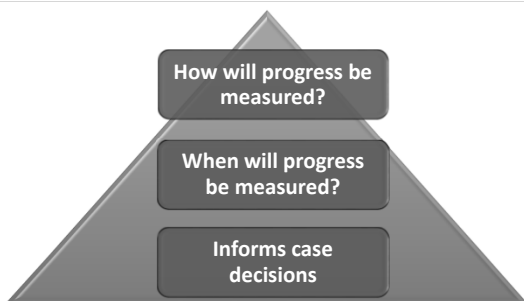 How will progress be
measured?
When will progress
be measured?
Informs case
decisions